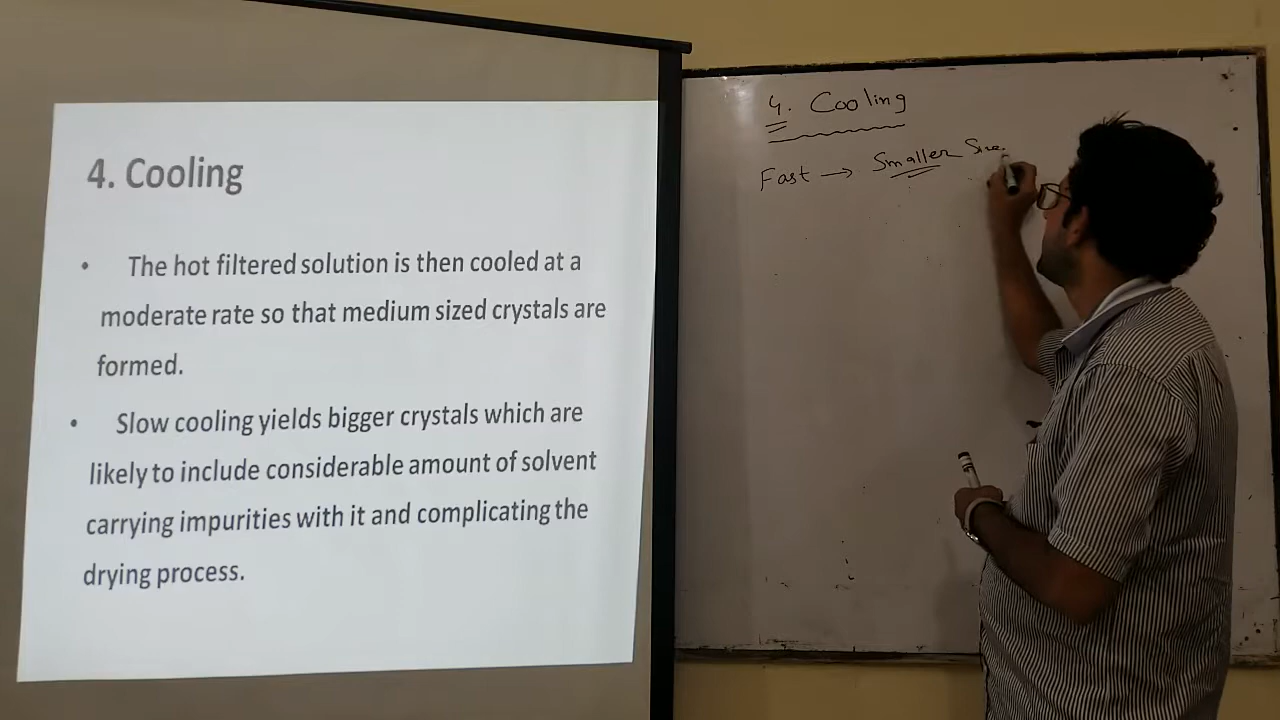 4. Cooling
• The hot filtered solution is then cooled at a
moderate rate so that medium sized crystals are
formed.
• Slow cooling yields bigger crystals which are
likely to include considerable amount of solvent
carrying impurities with it and complicating the
drying process.
4. Cooling
Fast → Smaller Size